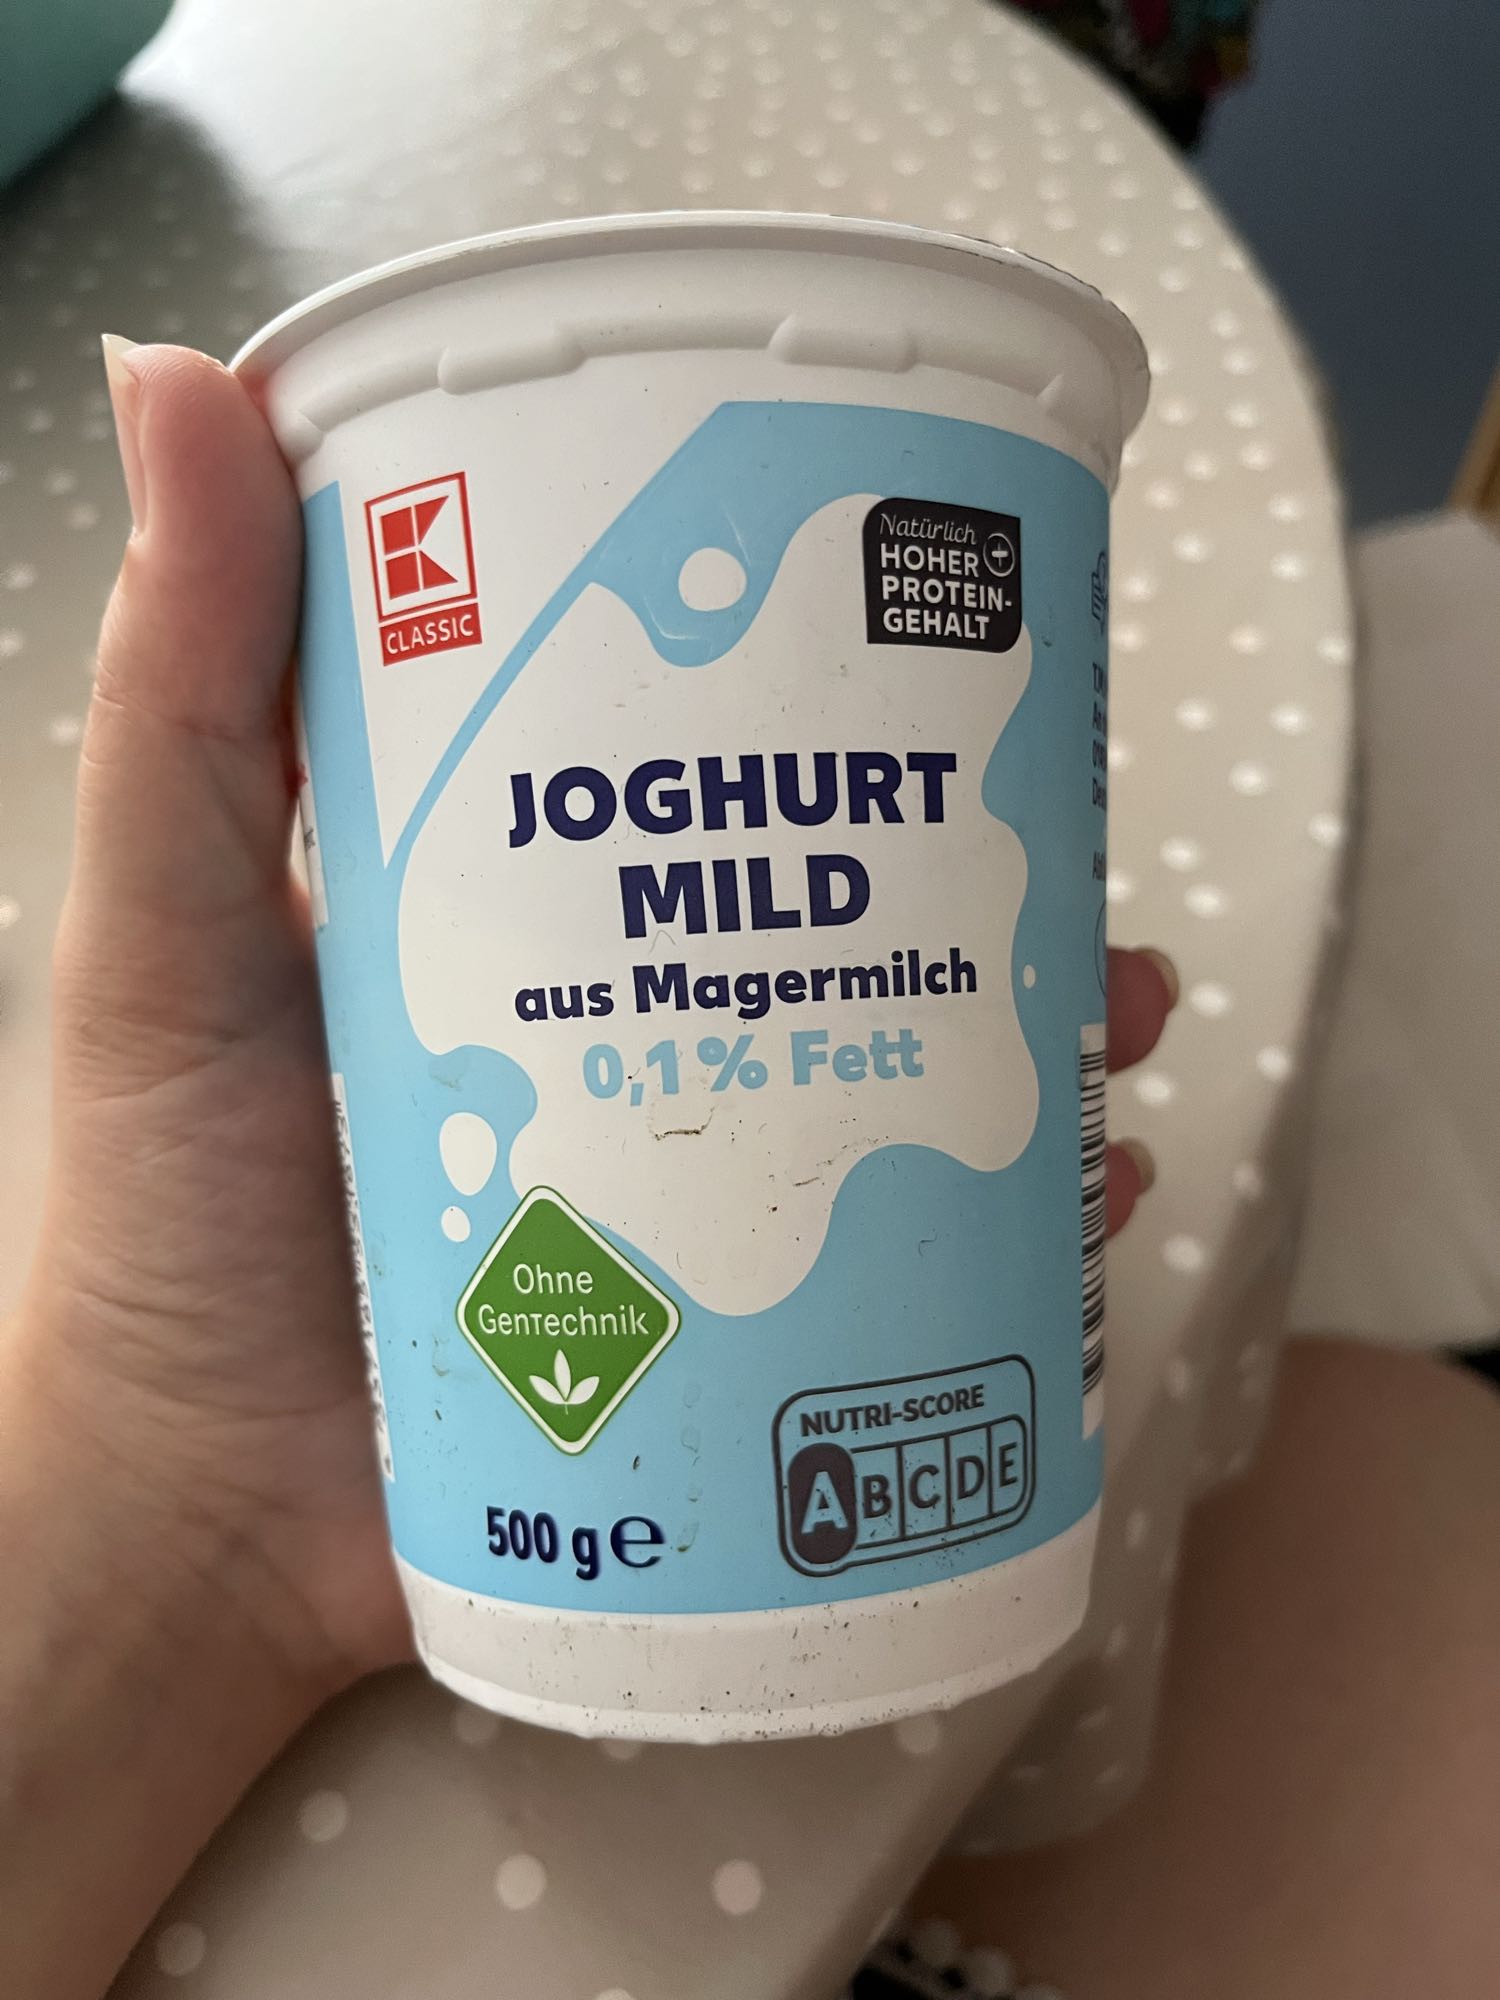 K
CLASSIC
Natürlich
HOHER
PROTEIN-
GEHALT
JOGHURT
MILD
aus Magermilch
0,1 % Fett
Ohne
GenTechnik
500 g e
NUTRI-SCORE
A B C D E